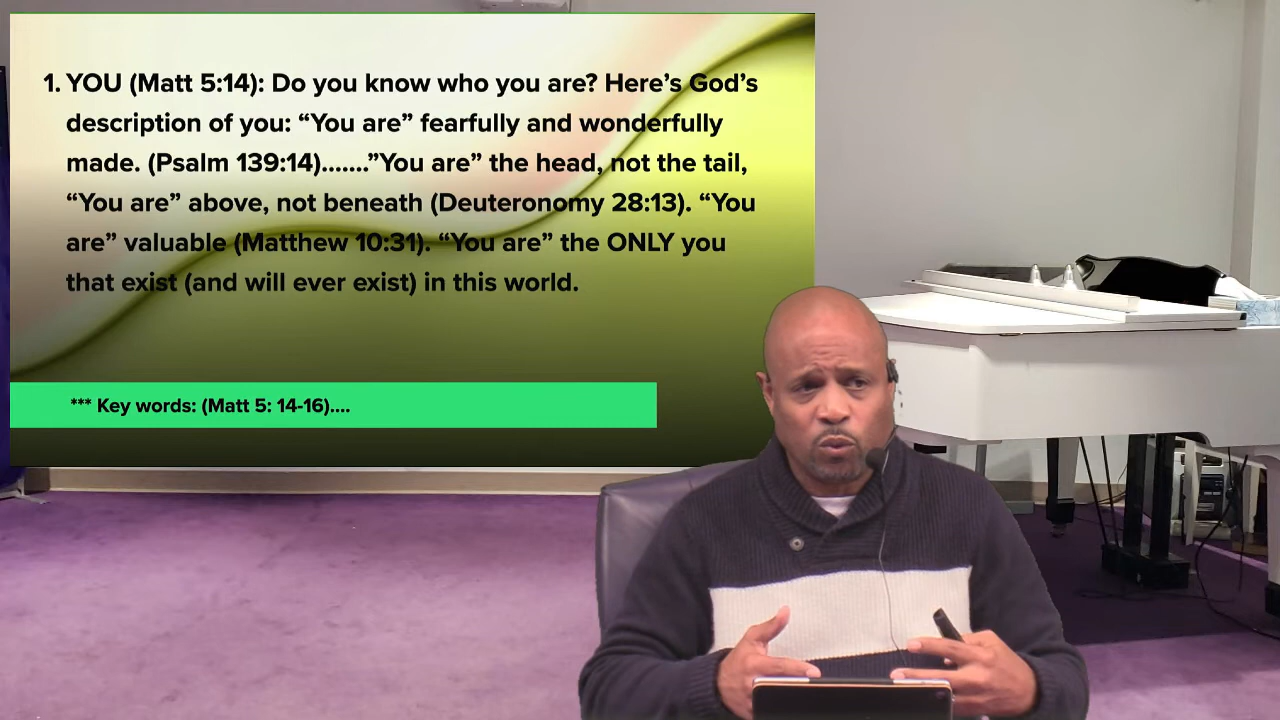 1. YOU (Matt 5:14): Do you know who you are? Here’s God’s
description of you: “You are” fearfully and wonderfully
made. (Psalm 139:14).......”You are” the head, not the tail,
“You are” above, not beneath (Deuteronomy 28:13). “You
are” valuable (Matthew 10:31). “You are” the ONLY you
that exist (and will ever exist) in this world.
*** Key words: (Matt 5: 14-16)....